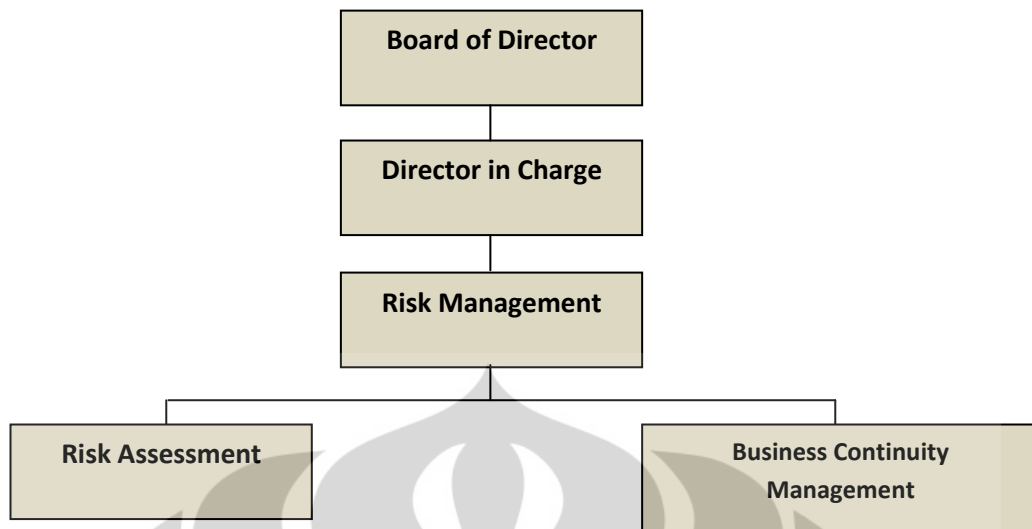 Board of Director
Director in Charge
Risk Management
Risk Assessment
Business Continuity
Management